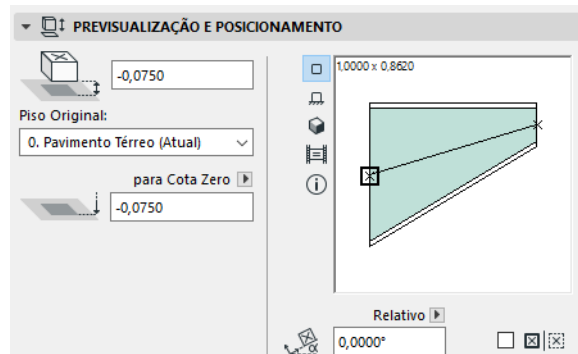 PREVISUALIZAÇÃO E POSICIONAMENTO
-0,0750
Piso Original:
0. Pavimento Térreo (Atual)
para Cota Zero
-0,0750
1,0000 x 0,8620
Relativo
α
0,0000°